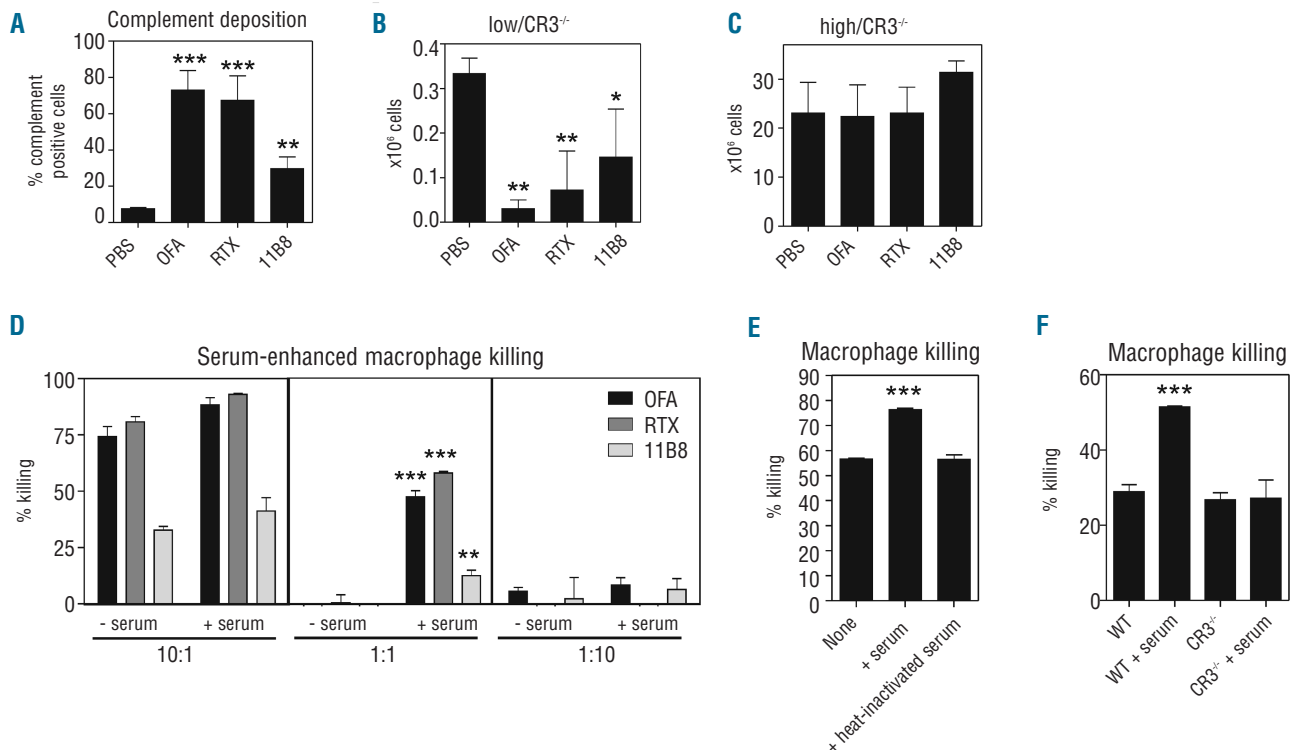 A
Complement deposition
% complement
positive cells
100
80
60
40
20
0
***
***
**
PBS
OFA
RTX
11B8
B
low/CR3-/-
x10⁶ cells
0.4
0.3
0.2
0.1
0.0
**
**
*
PBS
OFA
RTX
11B8
C
high/CR3-/-
x10⁶ cells
30
20
10
0
PBS
OFA
RTX
11B8
D
Serum-enhanced macrophage killing
% killing
100
75
50
25
0
OFA
RTX
11B8
***
***
**
- serum
+ serum
- serum
+ serum
- serum
+ serum
10:1
1:1
1:10
E
Macrophage killing
% killing
90
80
70
60
50
40
30
20
10
0
***
None
+ serum
+ heat-inactivated serum
F
Macrophage killing
% killing
60
40
20
0
***
WT
WT + serum
CR3-/-
CR3-/- + serum